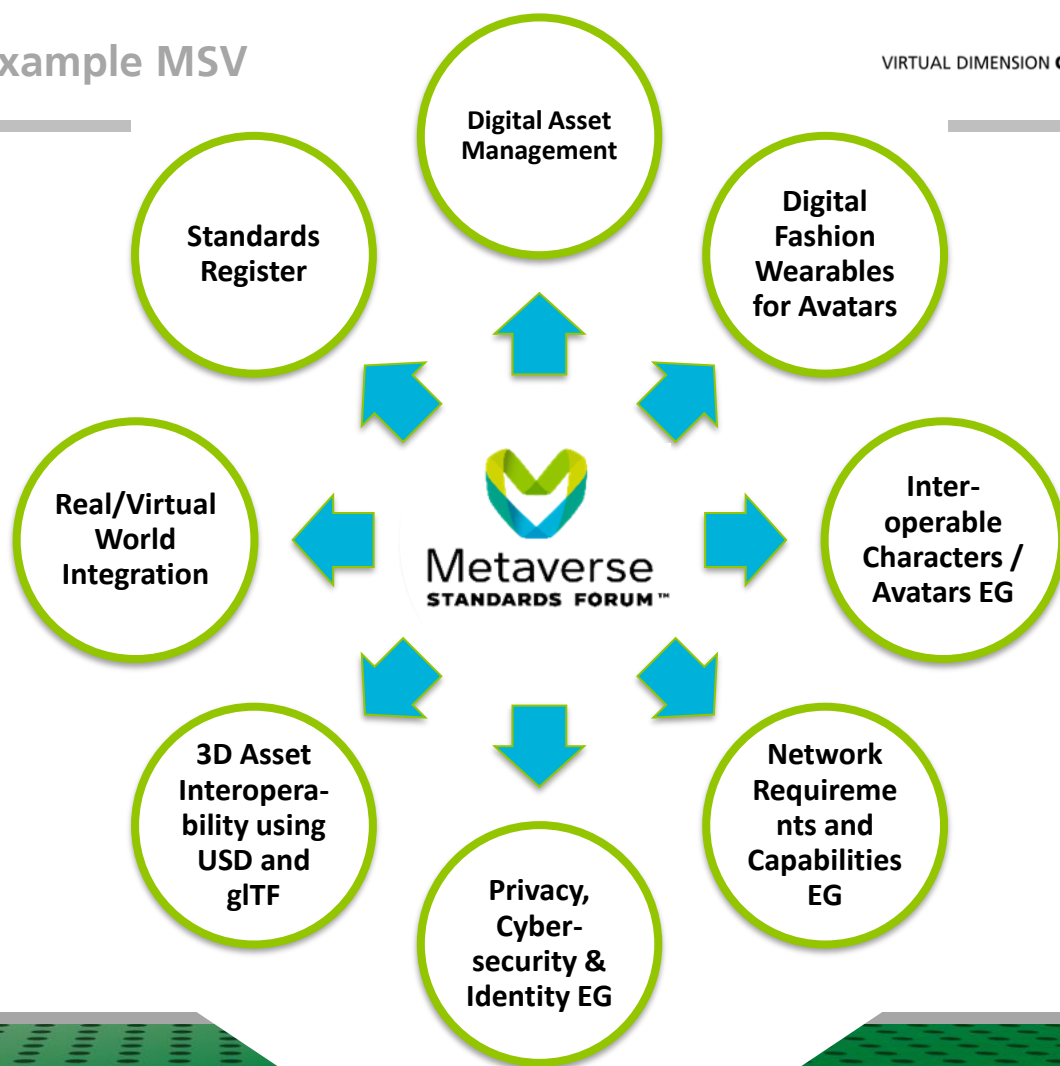 xample MSV
VIRTUAL DIMENSION
Digital Asset
Management
Digital
Fashion
Wearables
for Avatars
Standards
Register
Inter-
operable
Characters /
Avatars EG
Real/Virtual
World
Integration
Metaverse
STANDARDS FORUM™
Network
Requireme
nts and
Capabilities
EG
3D Asset
Interopera-
bility using
USD and
glTF
Privacy,
Cyber-
security &
Identity EG